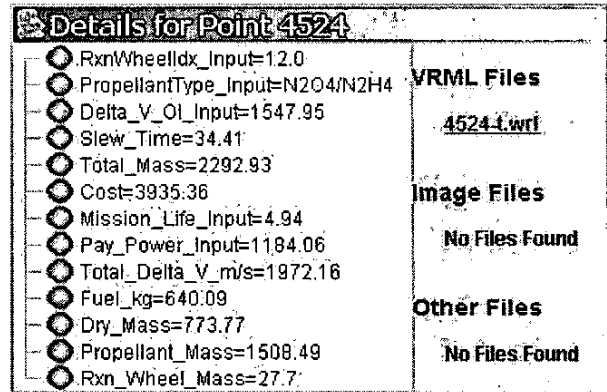 Details for Point 4524
RxnWheelIdx_Input=12.0
PropellantType_Input=N2O4/N2H4
Delta_V_OI_Input=1547.95
Slew_Time=34.41
Total_Mass=2292.93
Cost=3935.36
Mission_Life_Input=4.94
Pay_Power_Input=1184.06
Total_Delta_V_m/s=1972.16
Fuel_kg=640.09
Dry_Mass=773.77
Propellant_Mass=1508.49
Rxn_Wheel_Mass=27.7
VRML Files
4524-t.wrl
Image Files
No Files Found
Other Files
No Files Found